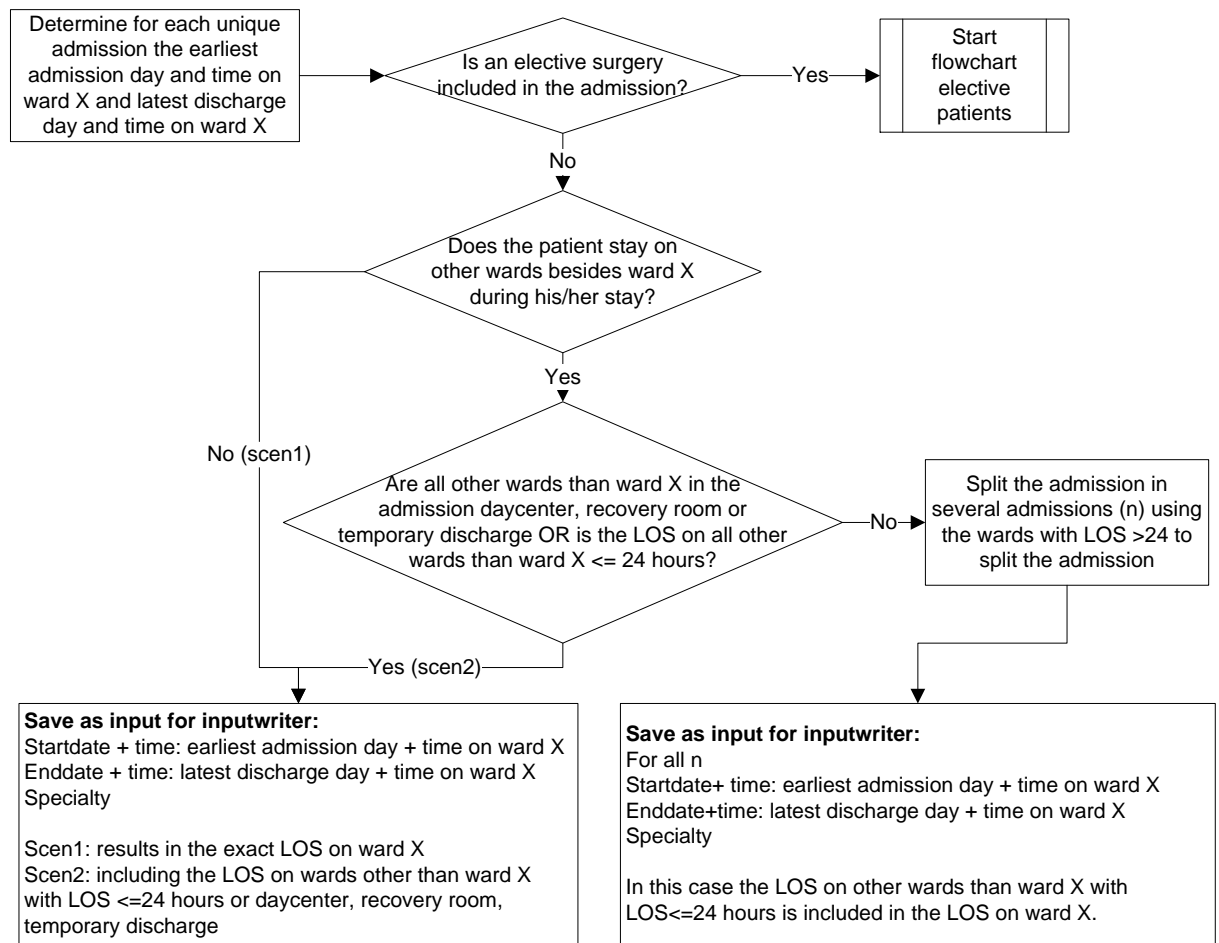 Determine for each unique
admission the earliest
admission day and time on
ward X and latest discharge
day and time on ward X
Is an elective surgery
included in the admission?
Yes
Start
flowchart
elective
patients
No
Does the patient stay on
other wards besides ward X
during his/her stay?
Yes
No (scen1)
Are all other wards than ward X in the
admission daycenter, recovery room or
temporary discharge OR is the LOS on all other
wards than ward X <= 24 hours?
No
Split the admission in
several admissions (n) using
the wards with LOS >24 to
split the admission
Yes (scen2)
Save as input for inputwriter:
Startdate + time: earliest admission day + time on ward X
Enddate + time: latest discharge day + time on ward X
Specialty
Scen1: results in the exact LOS on ward X
Scen2: including the LOS on wards other than ward X
with LOS <=24 hours or daycenter, recovery room,
temporary discharge
Save as input for inputwriter:
For all n
Startdate+ time: earliest admission day + time on ward X
Enddate+time: latest discharge day + time on ward X
Specialty
In this case the LOS on other wards than ward X with
LOS<=24 hours is included in the LOS on ward X.